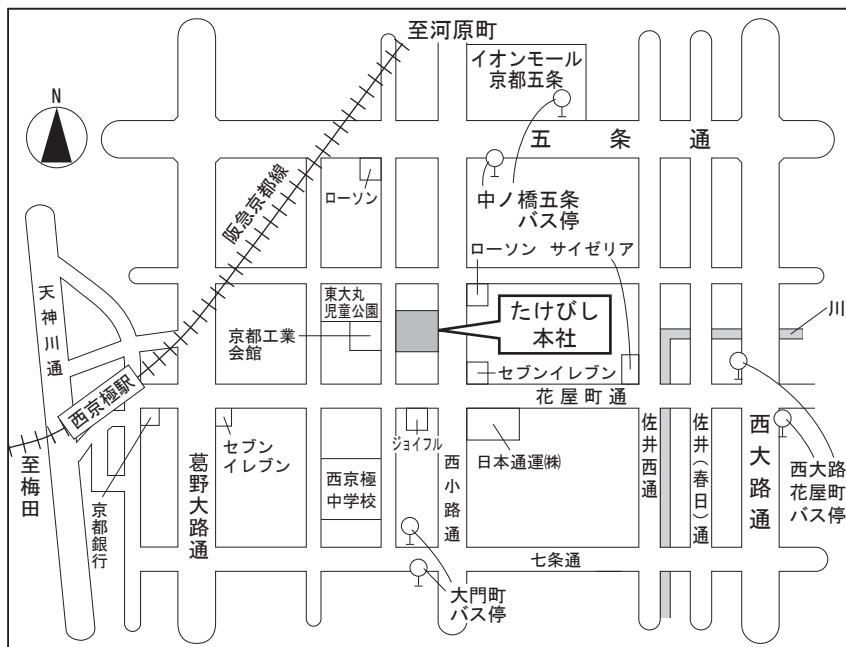 至河原町
イオンモール
京都五条
N
五条通
阪急京都線
ローソン
中ノ橋五条
バス停
ローソン
サイゼリア
天神川通
東大丸
児童公園
京都工業
会館
たけびし
本社
川
西京極駅
セブンイレブン
花屋町通
至梅田
京都銀行
葛野大路通
セブン
イレブン
西京極
中学校
ジョイフル
西小路通
日本通運㈱
佐井西通
佐井(春日)通
西大路通
西大路
花屋町
バス停
七条通
大門町
バス停